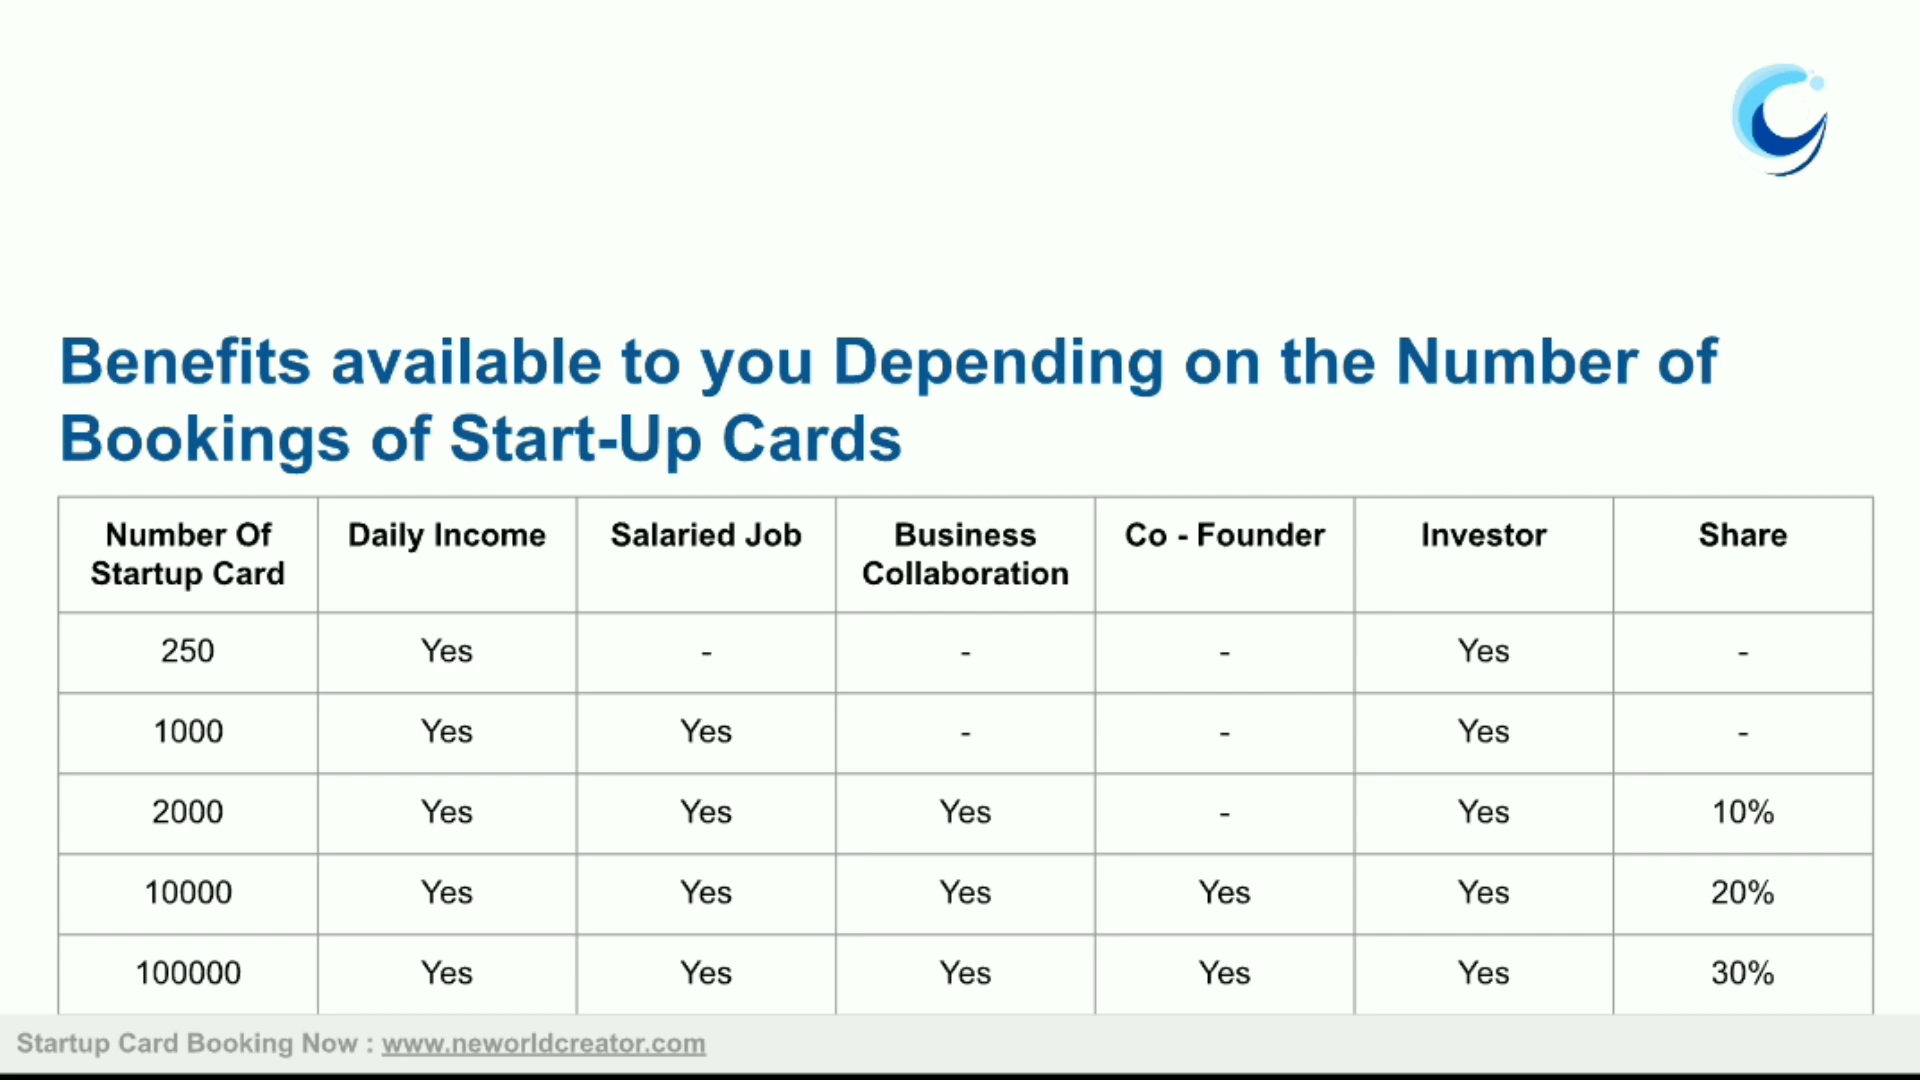 Benefits available to you Depending on the Number of
Bookings of Start-Up Cards
Number Of Startup Card Daily Income Salaried Job Business Collaboration Co - Founder Investor Share
250 Yes - - - Yes -
1000 Yes Yes - - Yes -
2000 Yes Yes Yes - Yes 10%
10000 Yes Yes Yes Yes Yes 20%
100000 Yes Yes Yes Yes Yes 30%
Startup Card Booking Now : www.neworldcreator.com